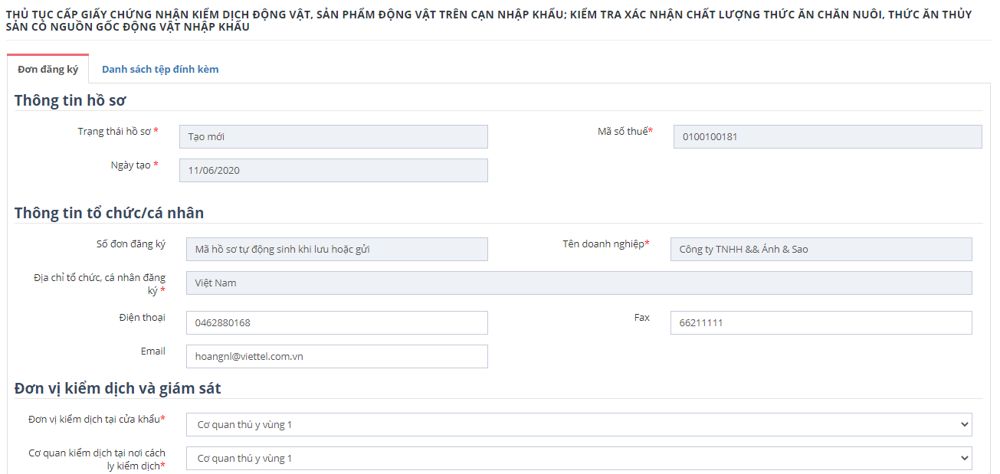 THỦ TỤC CẤP GIẤY CHỨNG NHẬN KIỂM DỊCH ĐỘNG VẬT, SẢN PHẨM ĐỘNG VẬT TRÊN CẠN NHẬP KHẨU; KIỂM TRA XÁC NHẬN CHẤT LƯỢNG THỨC ĂN CHĂN NUÔI, THỨC ĂN THỦY
SẢN CÓ NGUỒN GỐC ĐỘNG VẬT NHẬP KHẨU
Đơn đăng ký Danh sách tệp đính kèm
Thông tin hồ sơ
Trạng thái hồ sơ * Tạo mới Mã số thuế* 0100100181
Ngày tạo * 11/06/2020
Thông tin tổ chức/cá nhân
Số đơn đăng ký Mã hồ sơ tự động sinh khi lưu hoặc gửi Tên doanh nghiệp* Công ty TNHH && Ánh & Sao
Địa chỉ tổ chức, cá nhân đăng
ký * Việt Nam
Điện thoại 0462880168 Fax 66211111
Email hoangnl@viettel.com.vn
Đơn vị kiểm dịch và giám sát
Đơn vị kiểm dịch tại cửa khẩu* Cơ quan thú y vùng 1
Cơ quan kiểm dịch tại nơi cách
ly kiểm dịch* Cơ quan thú y vùng 1